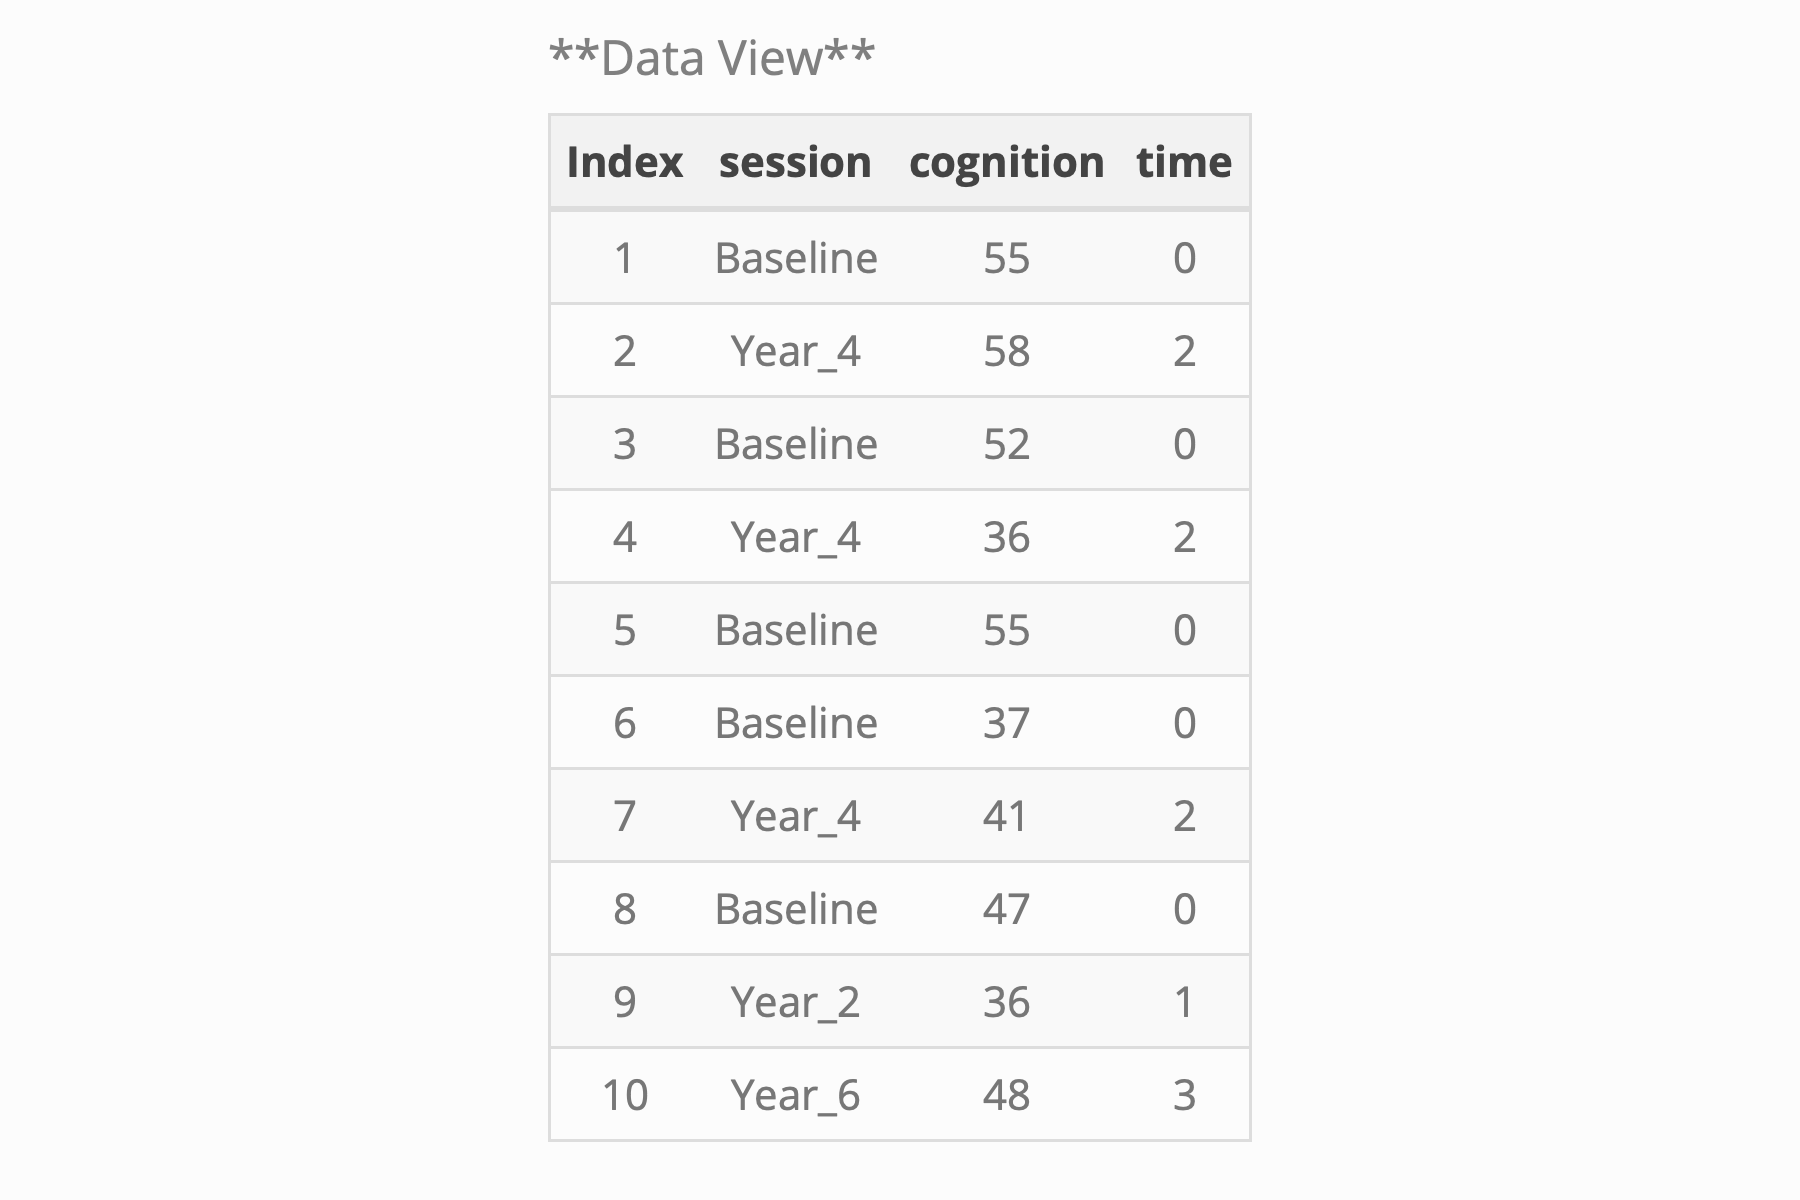 **Data View**
Index session cognition time
1 Baseline 55 0
2 Year_4 58 2
3 Baseline 52 0
4 Year_4 36 2
5 Baseline 55 0
6 Baseline 37 0
7 Year_4 41 2
8 Baseline 47 0
9 Year_2 36 1
10 Year_6 48 3